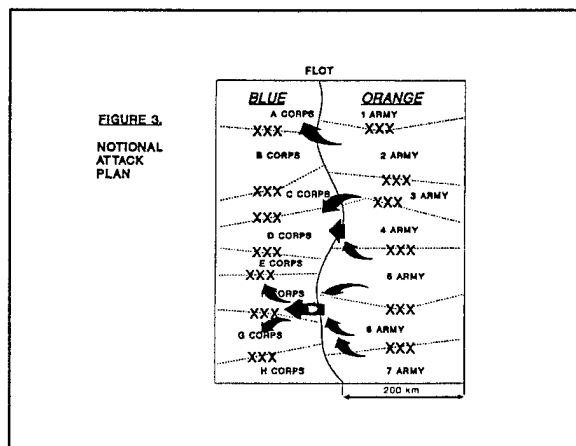 FLOT
BLUE
ORANGE
FIGURE 3.
NOTIONAL
ATTACK
PLAN
A CORPS
1 ARMY
XXX
XXX
B CORPS
2 ARMY
XXX
XXX
C CORPS
3 ARMY
XXX
XXX
D CORPS
4 ARMY
XXX
XXX
E CORPS
XXX
5 ARMY
CORPS
XXX
XXX
6 ARMY
G CORPS
XXX
XXX
H CORPS
7 ARMY
200 km